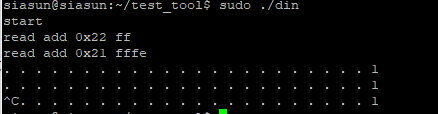 siasun@siasun:~/test_tool$ sudo ./din
start
read add 0x22 ff
read add 0x21 fffe
. . . . . . . . . . . . . . . . . . . . . . . 1
. . . . . . . . . . . . . . . . . . . . . . . 1
^C. . . . . . . . . . . . . . . . . . . . . . 1